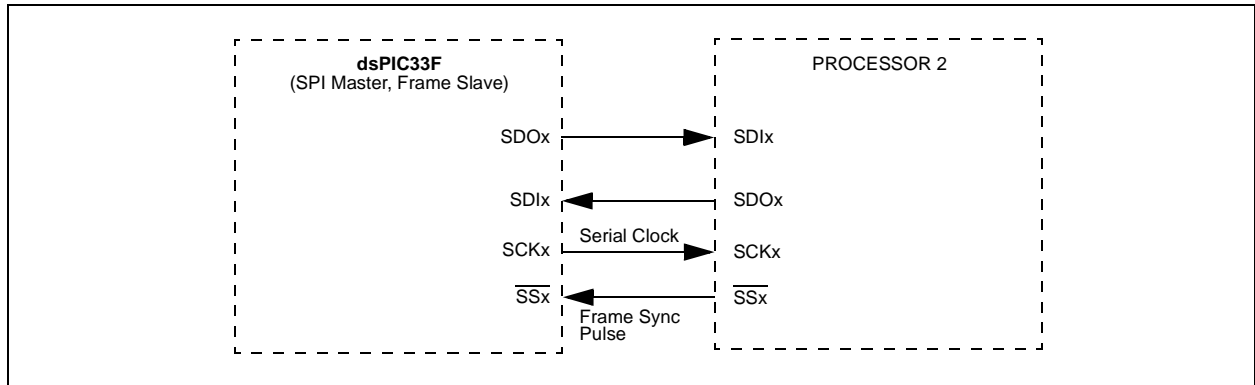 dsPIC33F
(SPI Master, Frame Slave)
PROCESSOR 2
SDOx
SDIx
SDIx
SDOx
Serial Clock
SCKx
SCKx
SSx
SSx
Frame Sync
Pulse